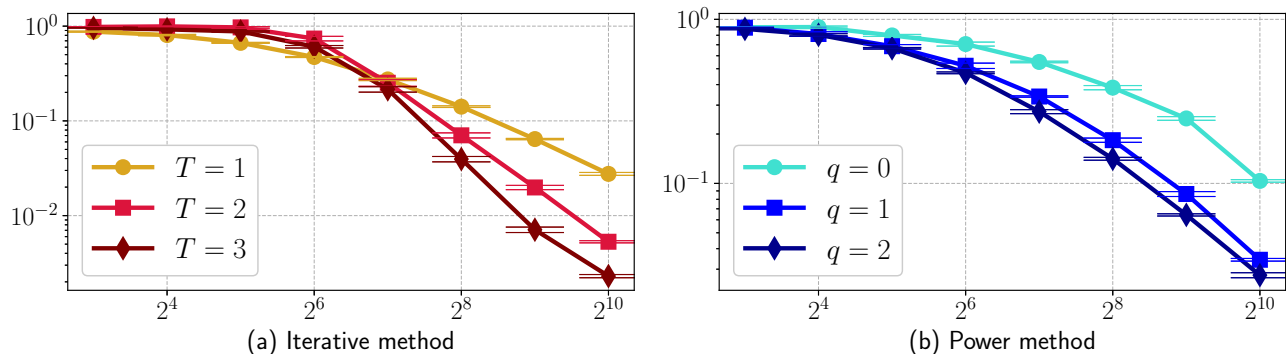 10^0
10^{-1}
10^{-2}
T = 1
T = 2
T = 3
2^4 2^6 2^8 2^{10}
(a) Iterative method
10^0
10^{-1}
q = 0
q = 1
q = 2
2^4 2^6 2^8 2^{10}
(b) Power method